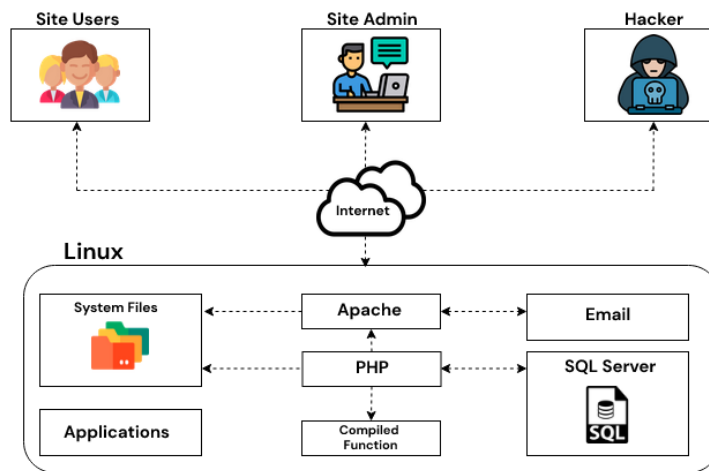 Site Users
Site Admin
Hacker
Internet
Linux
System Files
Apache
Email
PHP
SQL Server
SQL
Applications
Compiled
Function